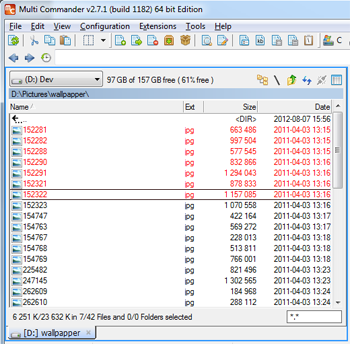 Multi Commander v2.7.1 (build 1182) 64 bit Edition
File View Configuration Extensions Tools Help
C
(D:) Dev 97 GB of 157 GB free ( 61% free )
D:\Pictures\wallpaper\
Name Ext Size Date
.. <DIR> 2012-08-07 15:56
152281 jpg 663 486 2011-04-03 13:15
152282 jpg 997 504 2011-04-03 13:15
152288 jpg 577 545 2011-04-03 13:15
152290 jpg 832 866 2011-04-03 13:16
152291 jpg 1 294 043 2011-04-03 13:16
152321 jpg 878 833 2011-04-03 13:16
152322 jpg 1 157 085 2011-04-03 13:16
152323 jpg 1 070 558 2011-04-03 13:16
154747 jpg 422 164 2011-04-03 13:17
154763 jpg 569 272 2011-04-03 13:17
154767 jpg 228 013 2011-04-03 13:18
154768 jpg 513 811 2011-04-03 13:18
154769 jpg 766 001 2011-04-03 13:18
225482 jpg 821 496 2011-04-03 13:23
247145 jpg 1 302 565 2011-04-03 13:23
262609 jpg 184 968 2011-04-03 13:24
262610 jpg 288 112 2011-04-03 13:24
6 251 K/23 632 K in 7/42 Files and 0/0 Folders selected *.*
[D:] wallpaper